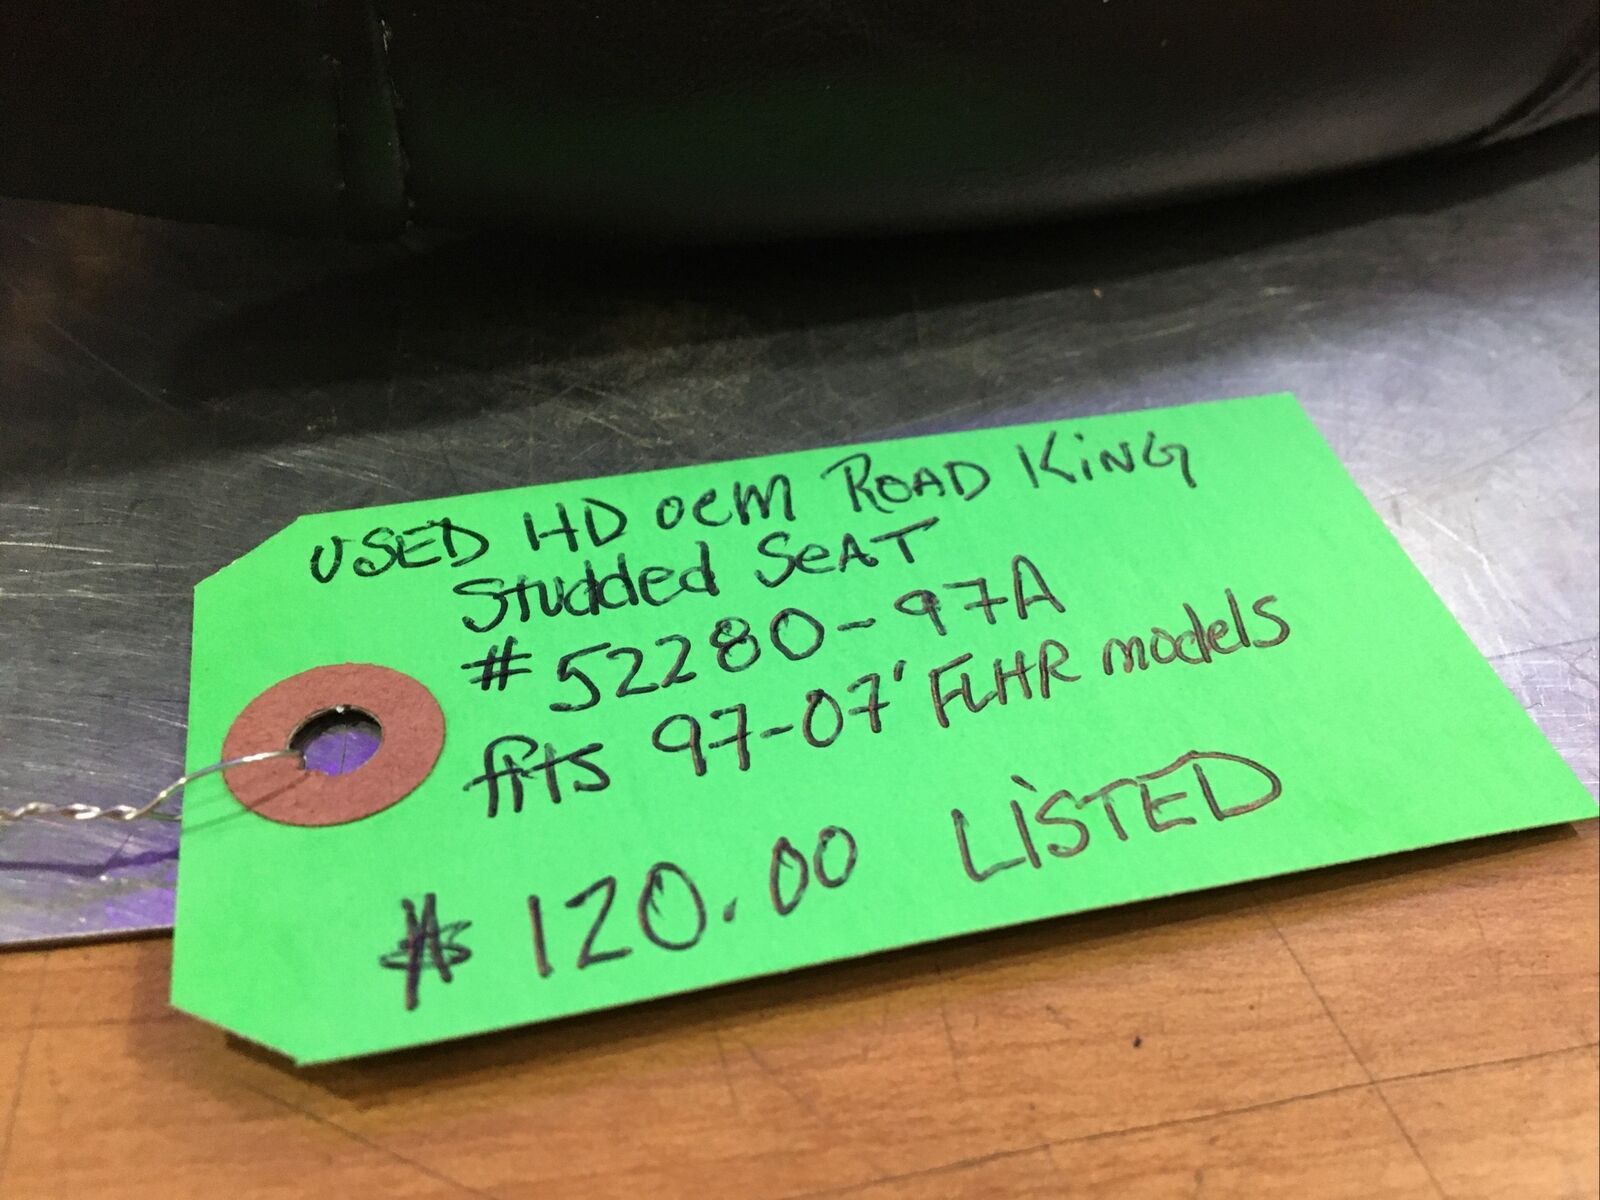 USED HD oem ROAD KiNG
Studded SeAT
#52280-97A
fits 97-07' FLHR models
$120.00 LiSTED